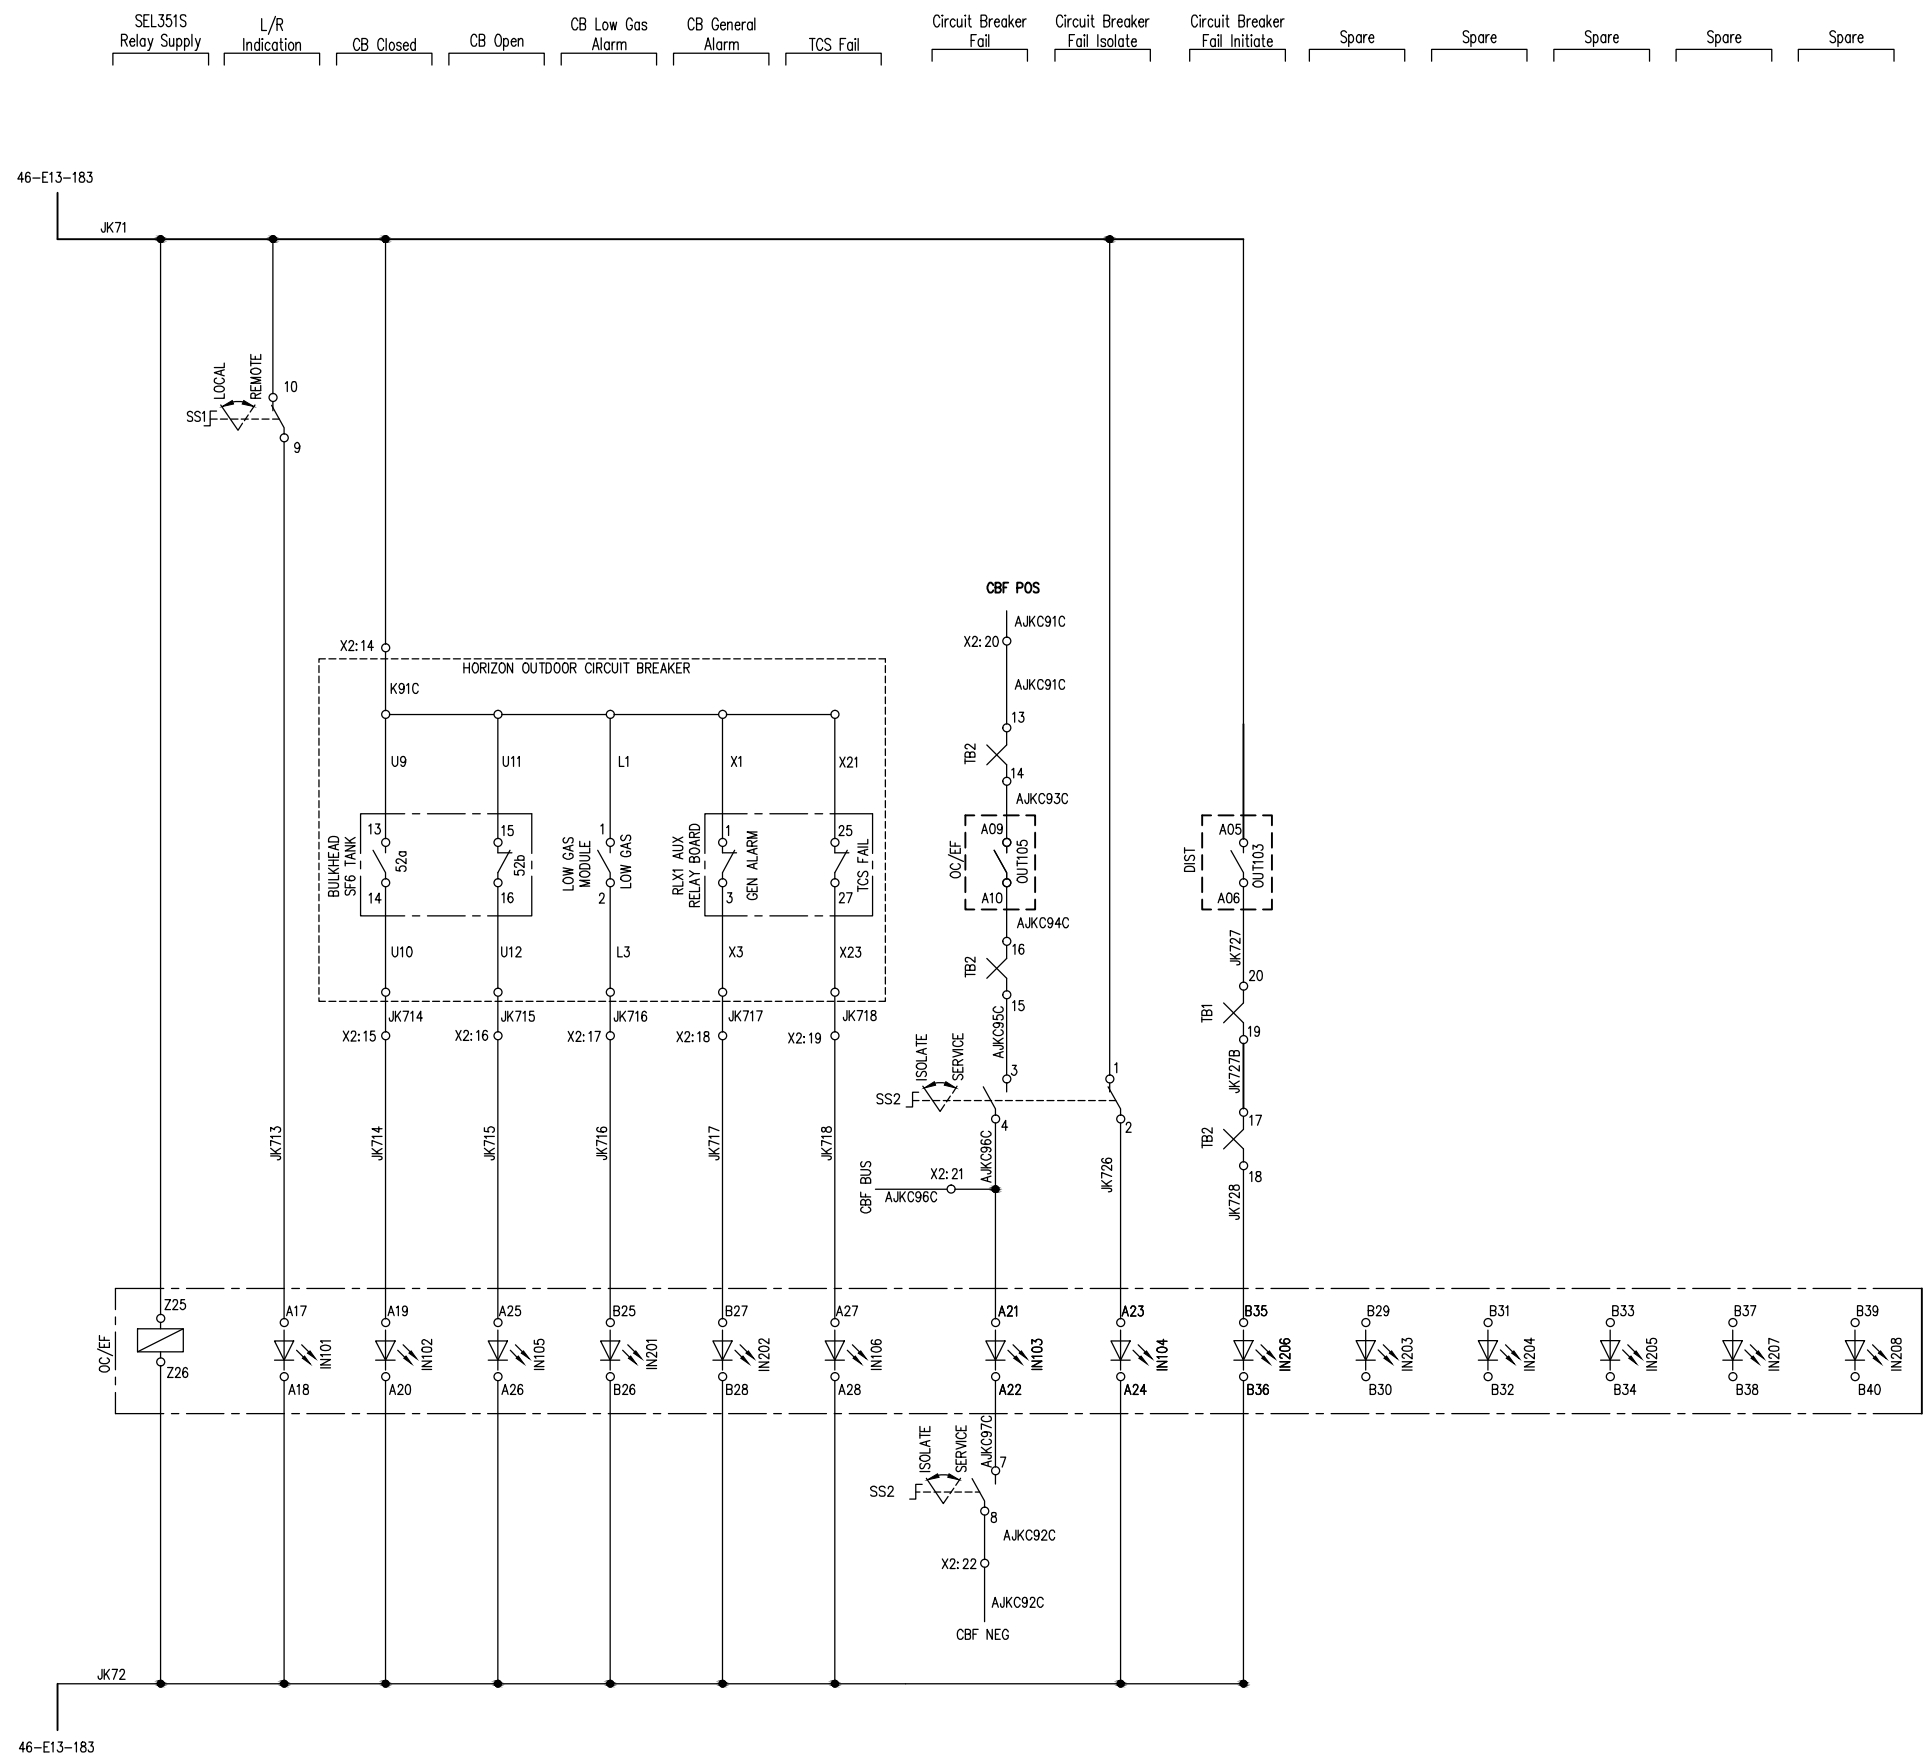 SEL351S
Relay Supply
L/R
Indication
CB Closed
CB Open
CB Low Gas
Alarm
CB General
Alarm
TCS Fail
Circuit Breaker
Fail
Circuit Breaker
Fail Isolate
Circuit Breaker
Fail Initiate
Spare
Spare
Spare
Spare
Spare
46-E13-183
JK71
LOCAL
REMOTE
10
SS1
9
CBF POS
AJKC91C
X2:20
X2:14
HORIZON OUTDOOR CIRCUIT BREAKER
K91C
AJKC91C
13
TB2
14
AJKC93C
U9
U11
L1
X1
X21
BULKHEAD
SF6 TANK
13
52a
14
15
52b
16
LOW GAS
MODULE
1
LOW GAS
2
RLX1 AUX
RELAY BOARD
1
GEN ALARM
3
25
TCS FAIL
27
OC/EF
A09
OUT105
A10
DIST
A05
OUT103
A06
AJKC94C
16
TB2
15
AJKC95C
JK727
20
TB1
19
JK727B
17
TB2
18
JK728
U10
U12
L3
X3
X23
JK714
JK715
JK716
JK717
JK718
X2:15
X2:16
X2:17
X2:18
X2:19
ISOLATE
SERVICE
3
SS2
4
1
2
JK713
JK714
JK715
JK716
JK717
JK718
AJKC96C
JK726
CBF BUS
X2:21
AJKC96C
OC/EF
Z25
A17
A19
A25
B25
B27
A27
A21
A23
B35
B29
B31
B33
B37
B39
IN101
IN102
IN105
IN201
IN202
IN106
IN103
IN104
IN206
IN203
IN204
IN205
IN207
IN208
Z26
A18
A20
A26
B26
B28
A28
A22
A24
B36
B30
B32
B34
B38
B40
AJKC97C
ISOLATE
SERVICE
7
SS2
8
AJKC92C
X2:22
AJKC92C
CBF NEG
JK72
46-E13-183